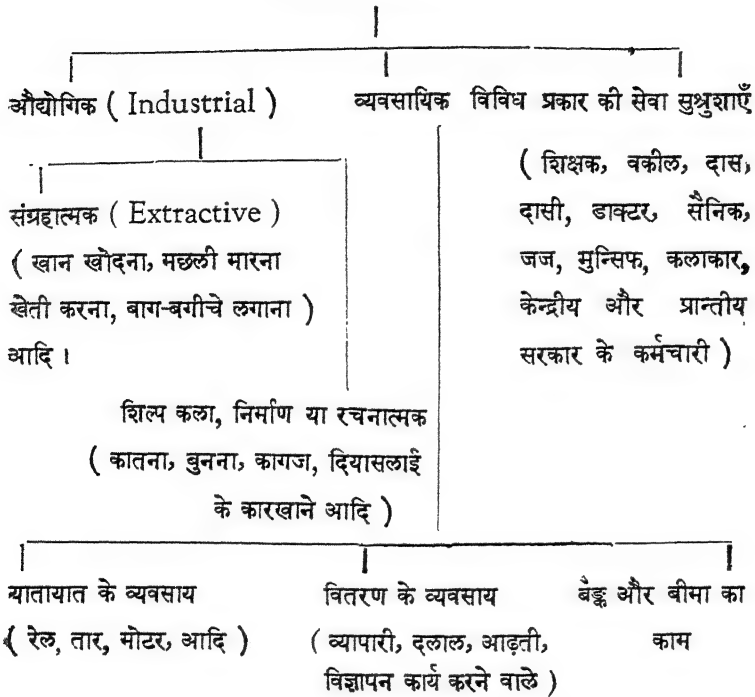 औद्योगिक ( Industrial )
व्यवसायिक
विविध प्रकार की सेवा सुश्रुशाएँ
( शिक्षक, वकील, दास,
दासी, डाक्टर, सैनिक,
जज, मुन्सिफ, कलाकार,
केन्द्रीय और प्रान्तीय
सरकार के कर्मचारी )
संग्रहात्मक ( Extractive )
( खान खोदना, मछली मारना
खेती करना, बाग-बगीचे लगाना )
आदि ।
शिल्प कला, निर्माण या रचनात्मक
( कातना, बुनना, कागज, दियासलाई
के कारखाने आदि )
यातायात के व्यवसाय
( रेल, तार, मोटर, आदि )
वितरण के व्यवसाय
( व्यापारी, दलाल, आढ़ती,
विज्ञापन कार्य करने वाले )
बैङ्क और बीमा का
काम